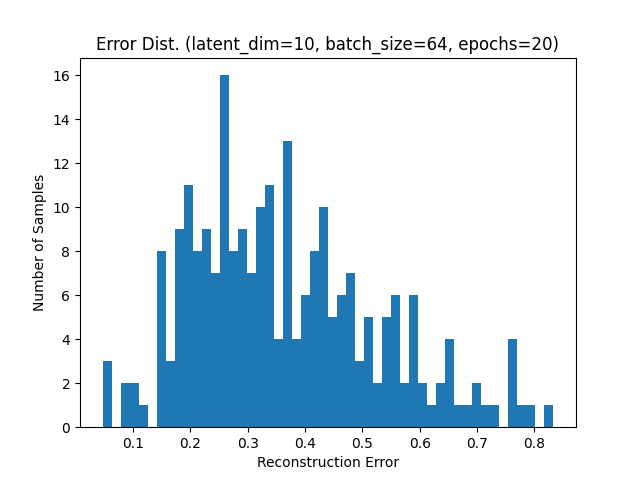 Error Dist. (latent_dim=10, batch_size=64, epochs=20)
16
14
12
10
8
6
4
2
0
Number of Samples
0.1 0.2 0.3 0.4 0.5 0.6 0.7 0.8
Reconstruction Error